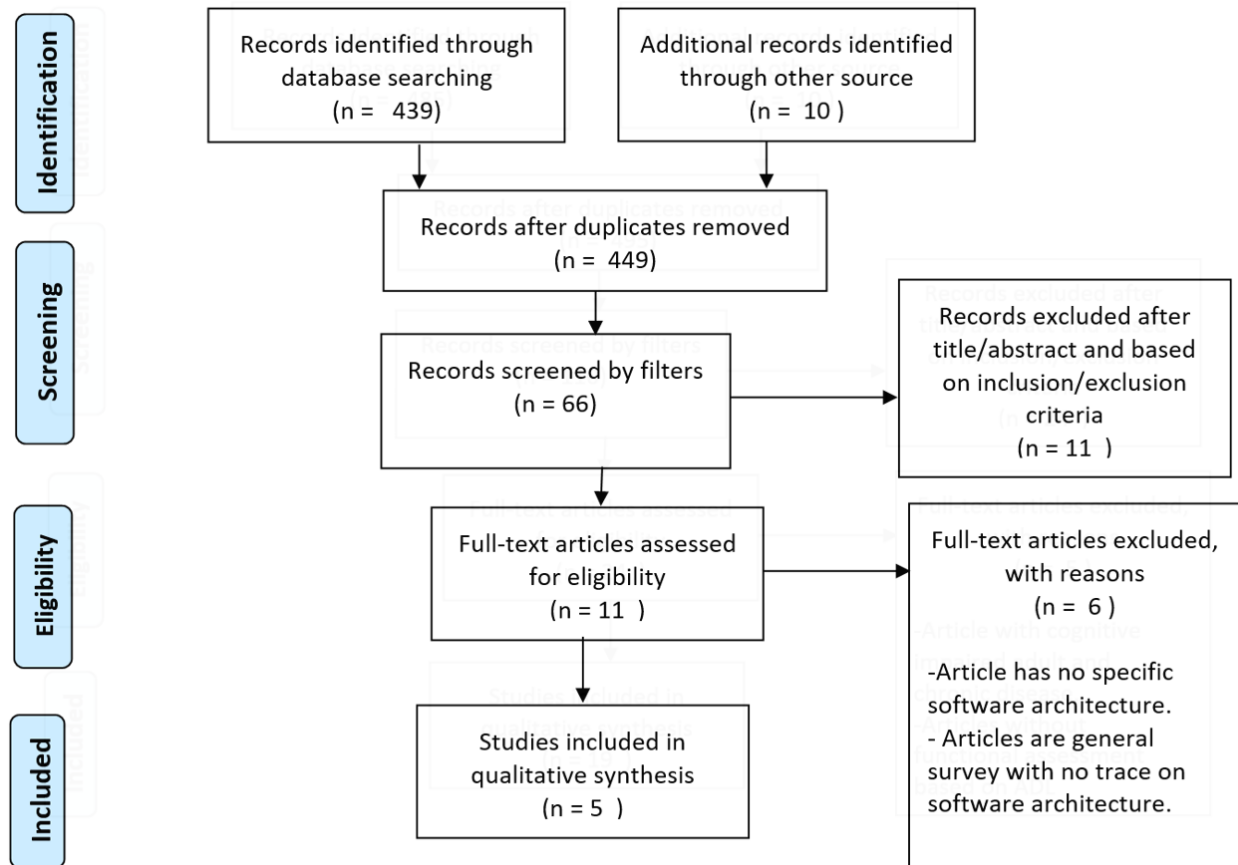 Identification
Records identified through
database searching
(n = 439)
Additional records identified
through other source
(n = 10 )
Records after duplicates removed
(n = 449)
Screening
Records screened by filters
(n = 66)
Records excluded after
title/abstract and based
on inclusion/exclusion
criteria
(n = 11 )
Eligibility
Full-text articles assessed
for eligibility
(n = 11 )
Full-text articles excluded,
with reasons
(n = 6 )
-Article has no specific
software architecture.
- Articles are general
survey with no trace on
software architecture.
Included
Studies included in
qualitative synthesis
(n = 5 )